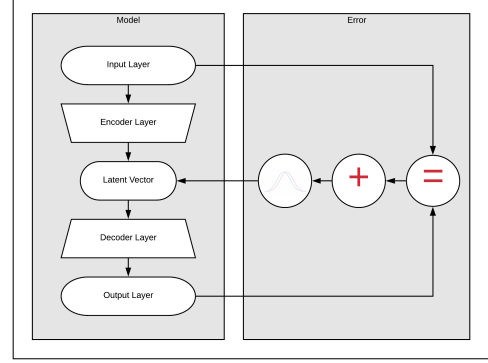 Model
Error
Input Layer
Encoder Layer
Latent Vector
+
=
Decoder Layer
Output Layer